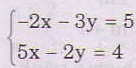 -2x - 3y = 5
5x - 2y = 4